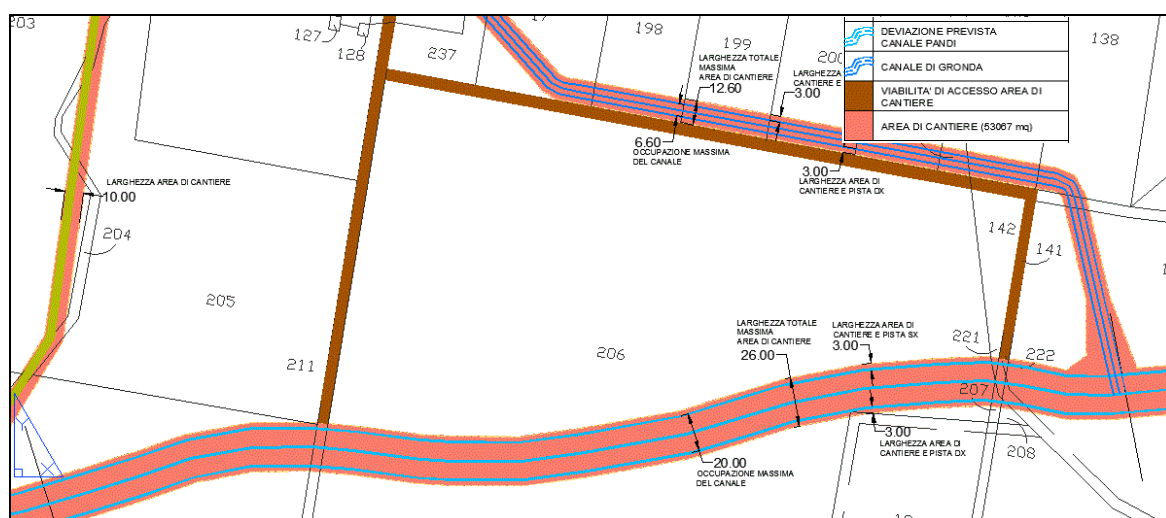 203
127
128
237
17
198
199
200
138
DEVIAZIONE PREVISTA
CANALE PANDI
CANALE DI GRONDA
VIABILITA' DI ACCESSO AREA DI
CANTIERE
AREA DI CANTIERE (53067 mq)
LARGHEZZA TOTALE
MASSIMA
AREA DI CANTIERE
12.60
LARGHEZZA
CANTIERE E
3.00
6.60
OCCUPAZIONE MASSIMA
DEL CANALE
3.00
LARGHEZZA AREA DI
CANTIERE E PISTA DX
LARGHEZZA AREA DI CANTIERE
10.00
204
205
142
141
206
211
LARGHEZZA TOTALE
MASSIMA
AREA DI CANTIERE
26.00
LARGHEZZA AREA DI
CANTIERE E PISTA SX
3.00
221
222
207
208
3.00
LARGHEZZA AREA DI
CANTIERE E PISTA DX
20.00
OCCUPAZIONE MASSIMA
DEL CANALE
Y
X